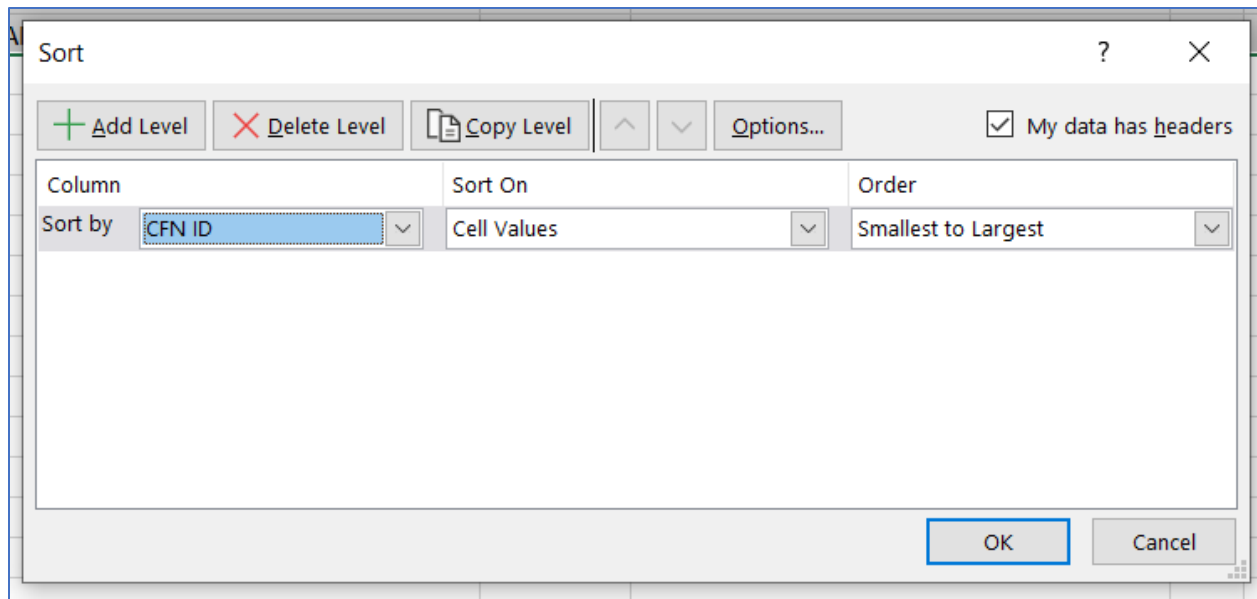 Sort ?
Add Level Delete Level Copy Level Options... My data has headers
Column Sort On Order
Sort by CFN ID Cell Values Smallest to Largest
OK Cancel